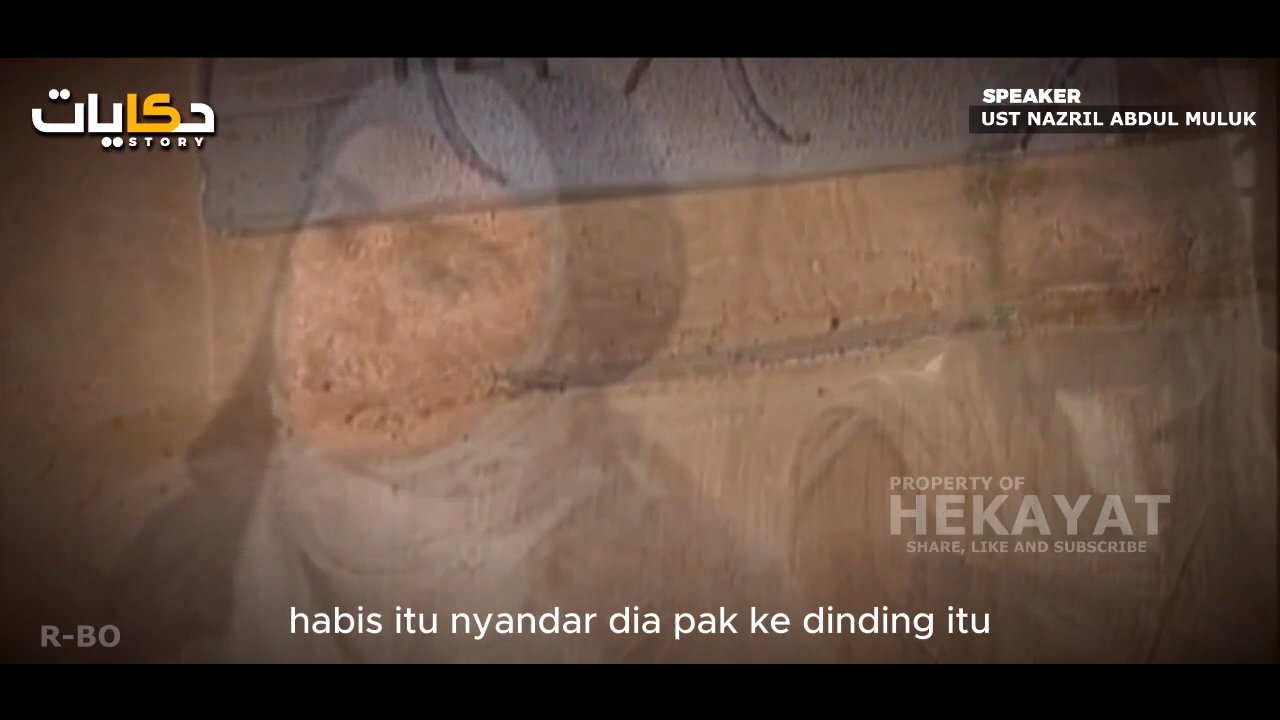 حكايات
STORY
SPEAKER
UST NAZRIL ABDUL MULUK
PROPERTY OF
HEKAYAT
SHARE, LIKE AND SUBSCRIBE
habis itu nyandar dia pak ke dinding itu
R-BO